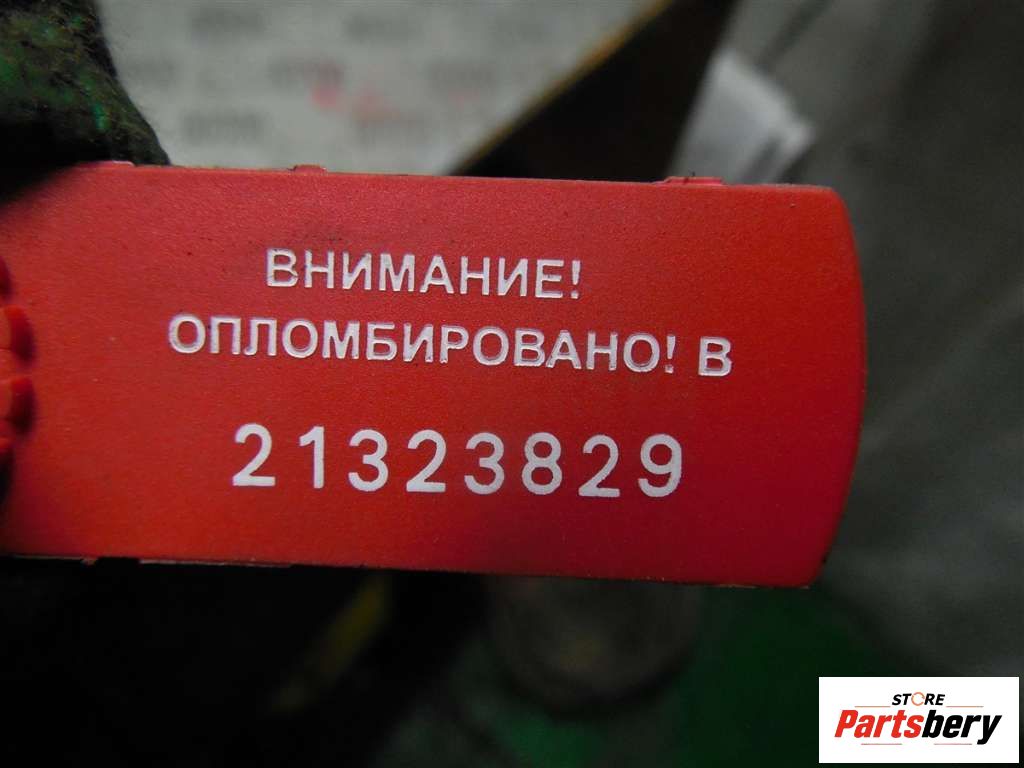 ВНИМАНИЕ!
ОПЛОМБИРОВАНО! В
21323829
STORE
Partsbery